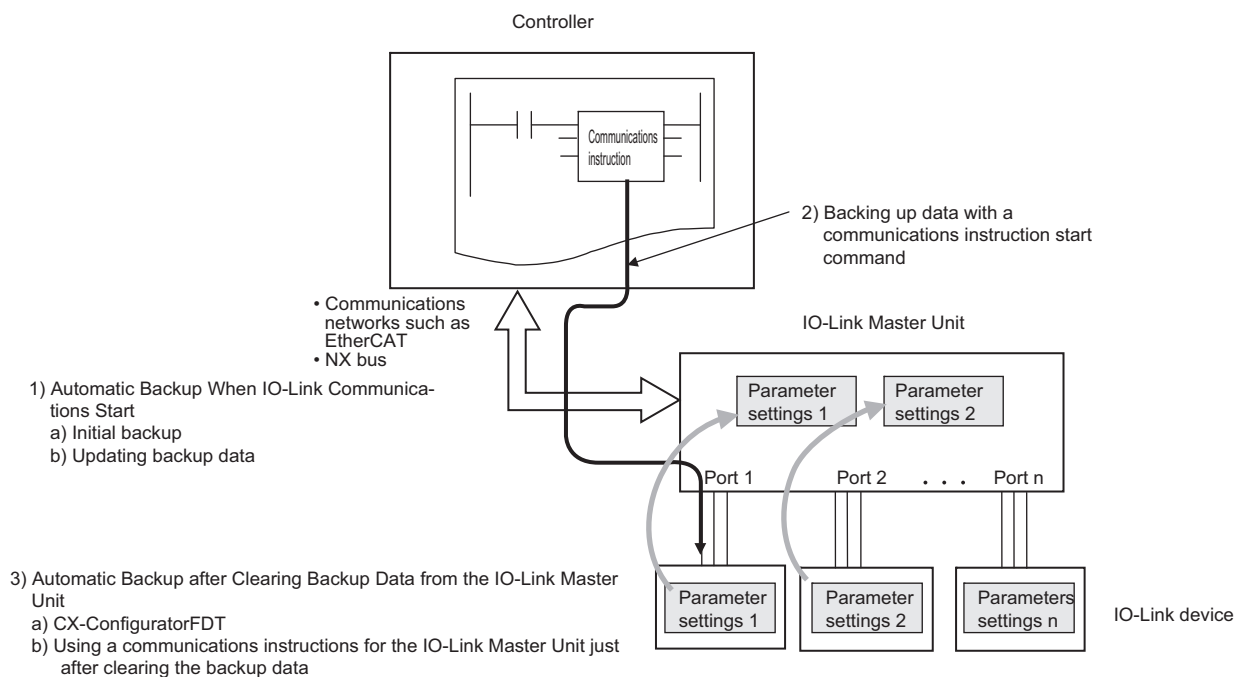 Controller
Communications
instruction
2) Backing up data with a
communications instruction start
command
• Communications
networks such as
EtherCAT
• NX bus
IO-Link Master Unit
1) Automatic Backup When IO-Link Communica-
tions Start
a) Initial backup
b) Updating backup data
Parameter
settings 1
Parameter
settings 2
Port 1
Port 2
. . .
Port n
3) Automatic Backup after Clearing Backup Data from the IO-Link Master
Unit
a) CX-ConfiguratorFDT
b) Using a communications instructions for the IO-Link Master Unit just
after clearing the backup data
Parameter
settings 1
Parameter
settings 2
Parameters
settings n
IO-Link device